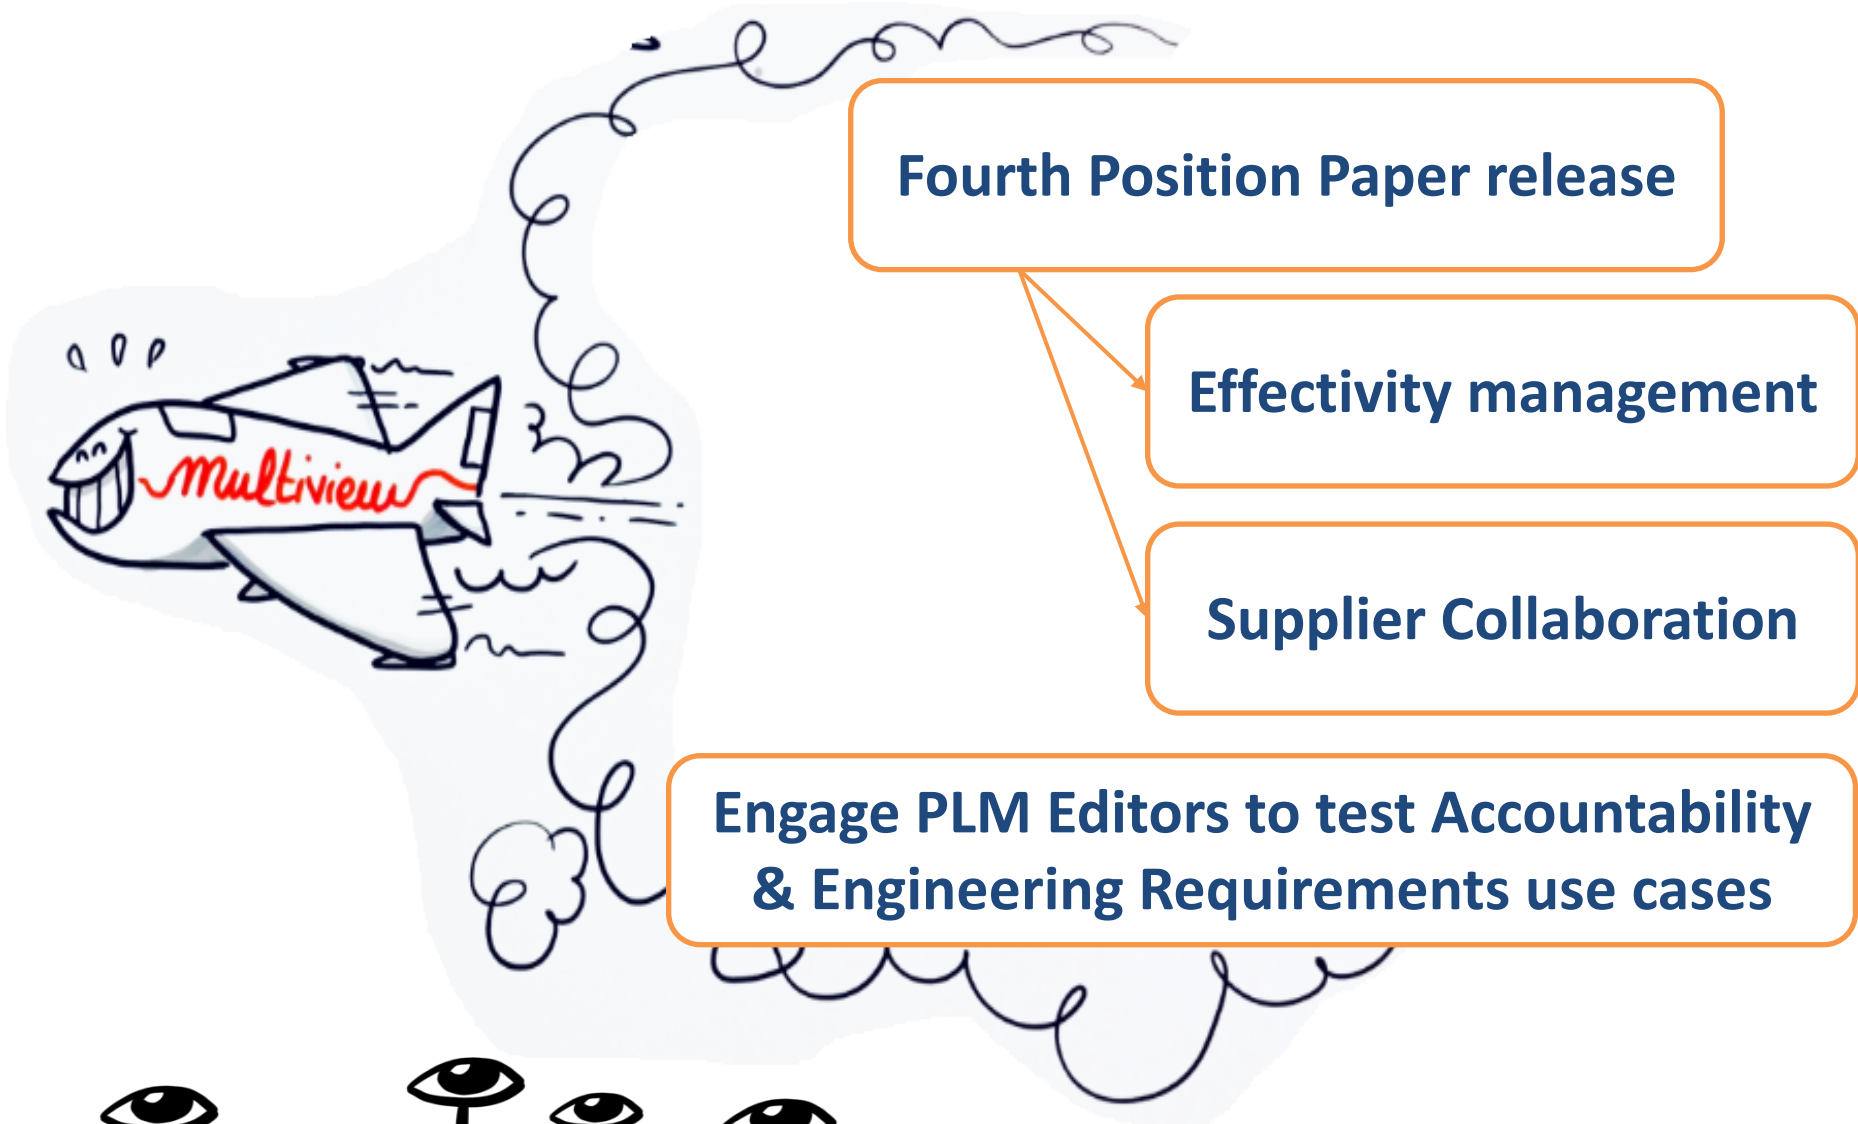 Fourth Position Paper release
Effectivity management
Multiview
Supplier Collaboration
Engage PLM Editors to test Accountability
& Engineering Requirements use cases